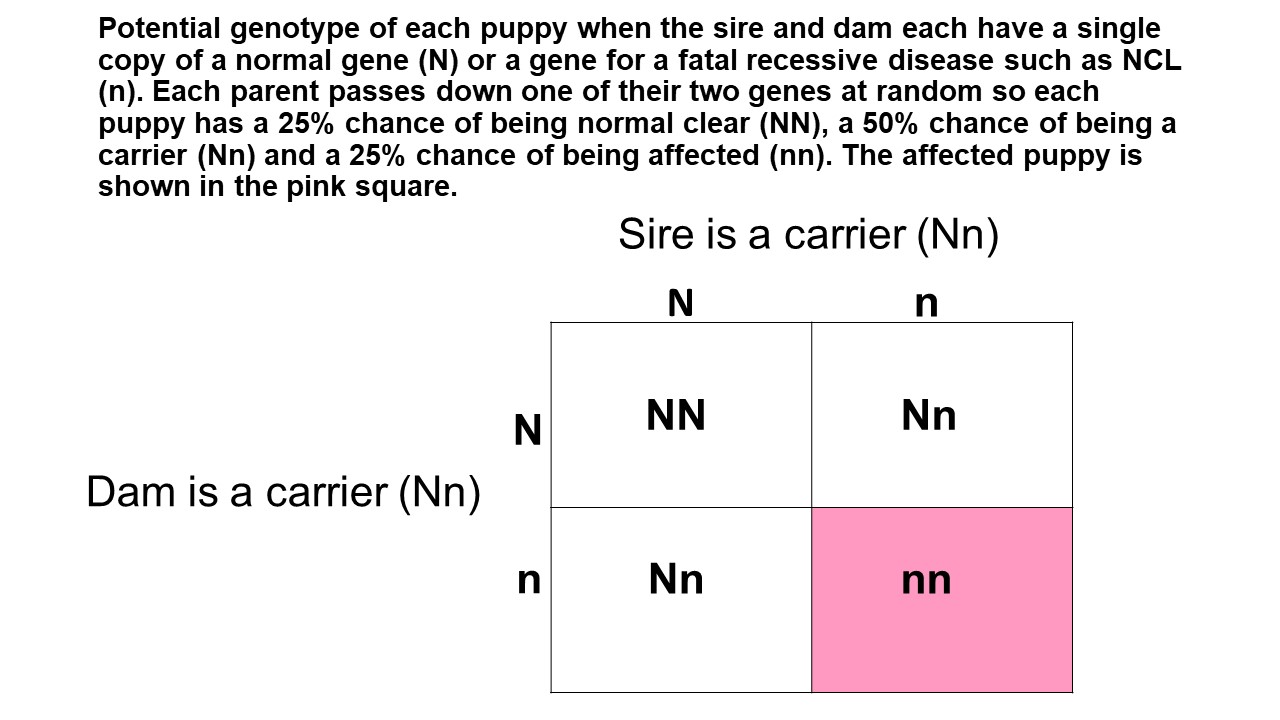 Potential genotype of each puppy when the sire and dam each have a single
copy of a normal gene (N) or a gene for a fatal recessive disease such as NCL
(n). Each parent passes down one of their two genes at random so each
puppy has a 25% chance of being normal clear (NN), a 50% chance of being a
carrier (Nn) and a 25% chance of being affected (nn). The affected puppy is
shown in the pink square.
Sire is a carrier (Nn)
N n
N NN Nn
Dam is a carrier (Nn)
n Nn nn